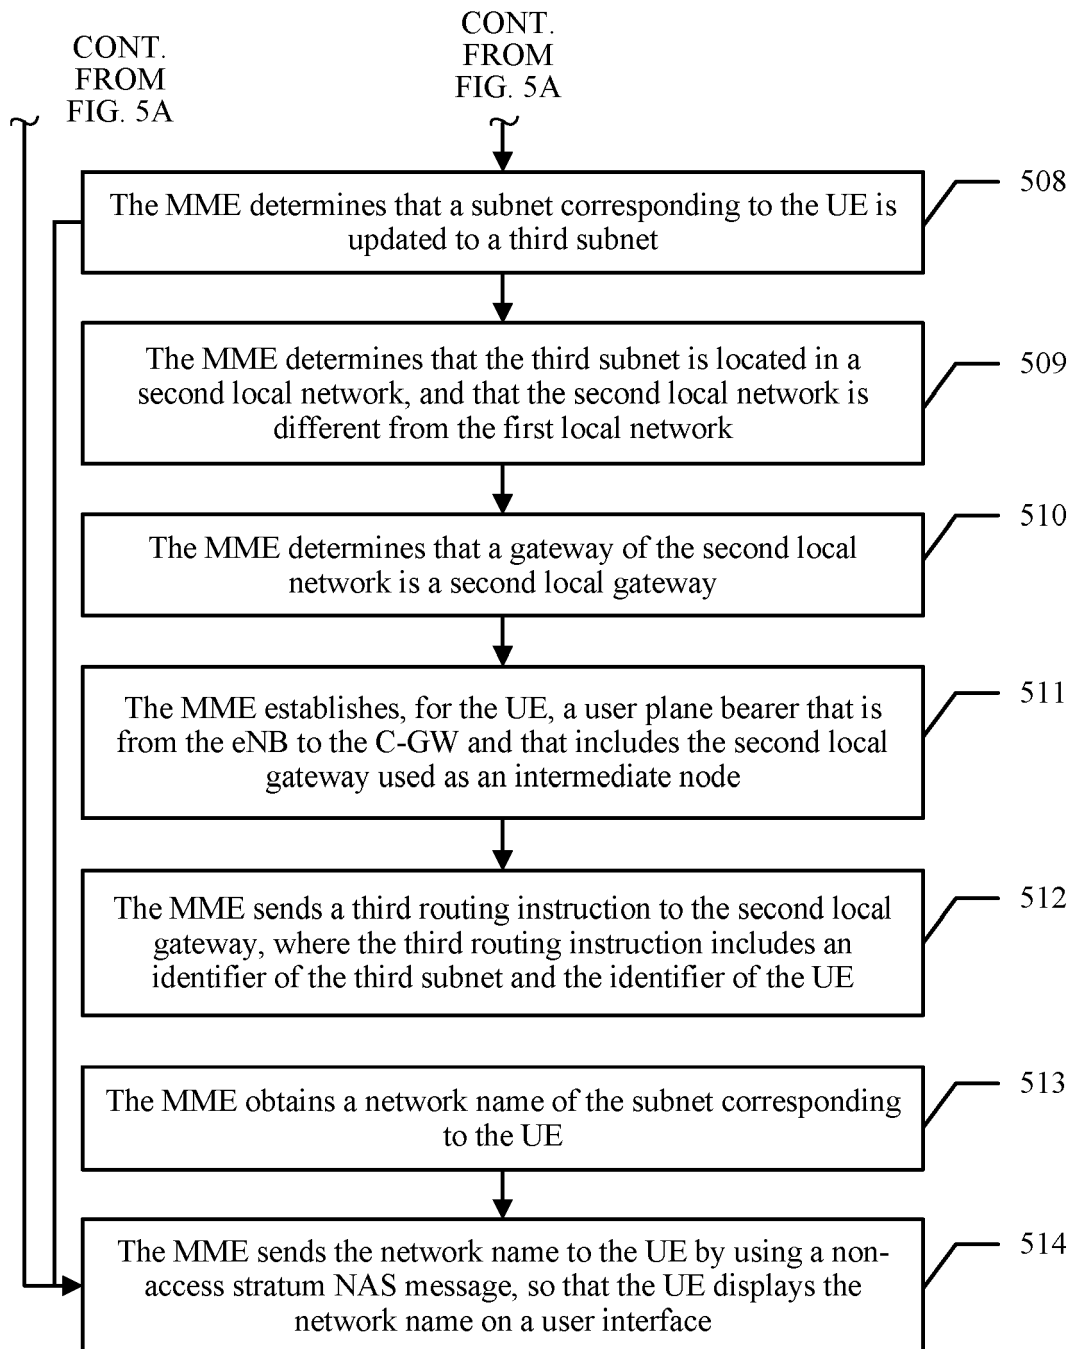 CONT.
FROM
FIG. 5A
CONT.
FROM
FIG. 5A
The MME determines that a subnet corresponding to the UE is
updated to a third subnet
508
The MME determines that the third subnet is located in a
second local network, and that the second local network is
different from the first local network
509
The MME determines that a gateway of the second local
network is a second local gateway
510
The MME establishes, for the UE, a user plane bearer that is
from the eNB to the C-GW and that includes the second local
gateway used as an intermediate node
511
The MME sends a third routing instruction to the second local
gateway, where the third routing instruction includes an
identifier of the third subnet and the identifier of the UE
512
The MME obtains a network name of the subnet corresponding
to the UE
513
The MME sends the network name to the UE by using a non-
access stratum NAS message, so that the UE displays the
network name on a user interface
514